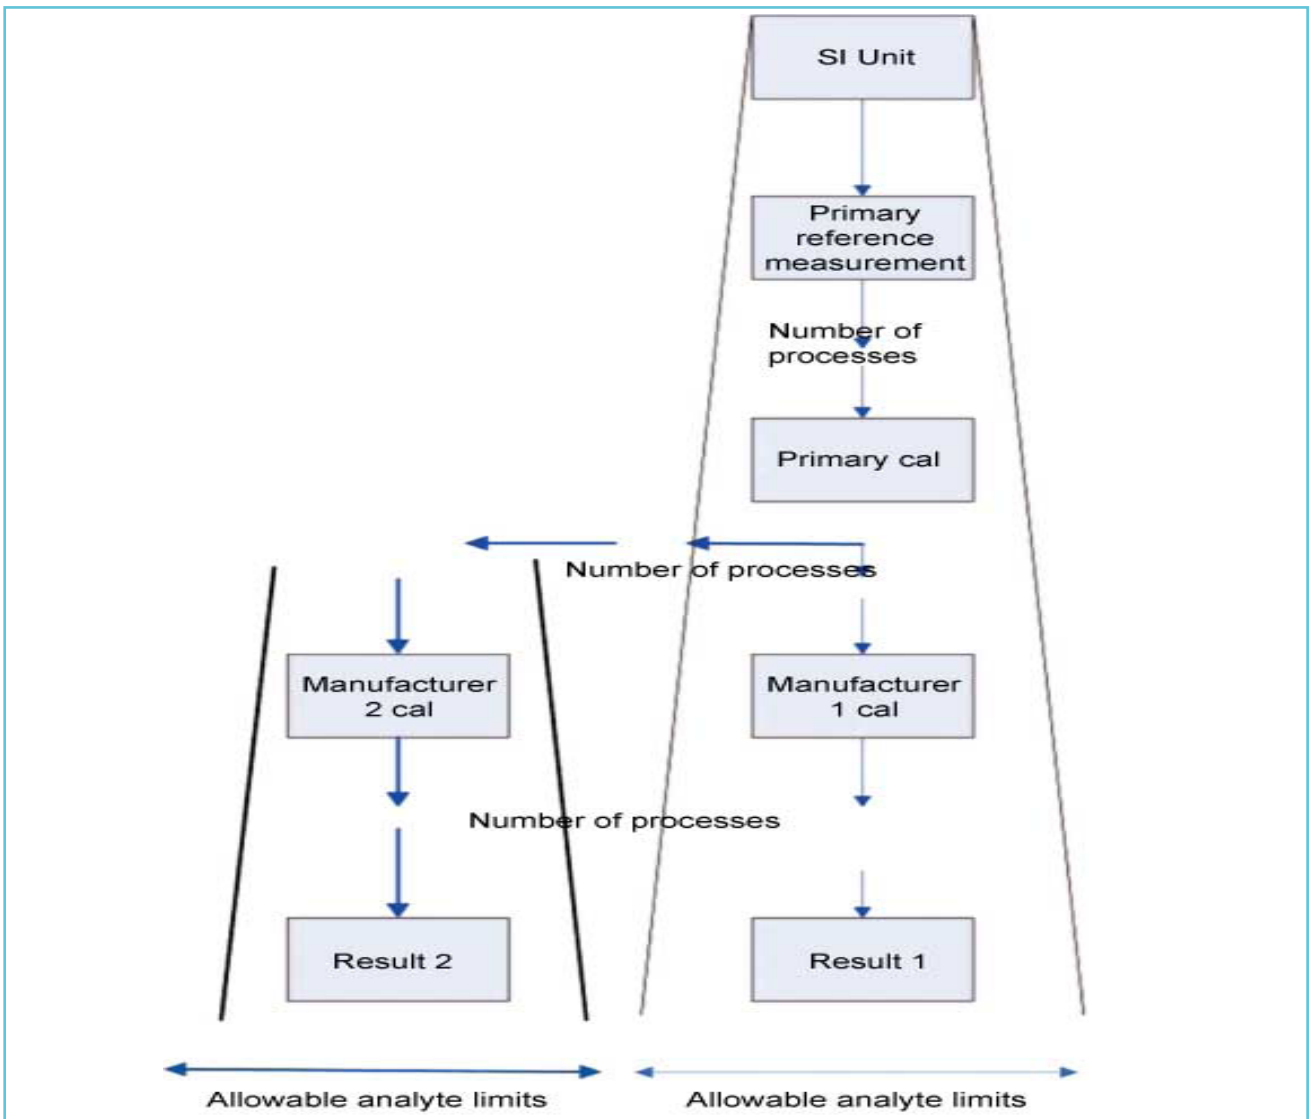 SI Unit
Primary
reference
measurement
Number of
processes
Primary cal
Number of processes
Manufacturer
2 cal
Manufacturer
1 cal
Number of processes
Result 2
Result 1
Allowable analyte limits
Allowable analyte limits